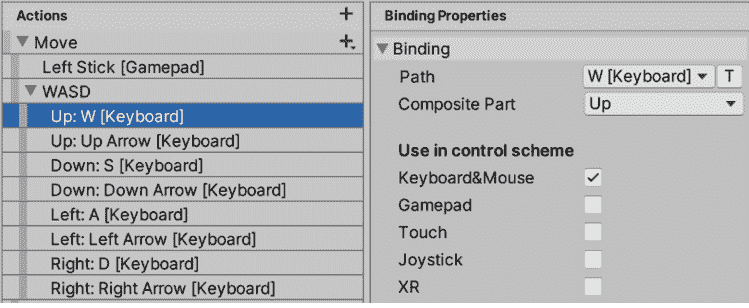 Actions
Move
Left Stick [Gamepad]
WASD
Up: W [Keyboard]
Up: Up Arrow [Keyboard]
Down: S [Keyboard]
Down: Down Arrow [Keyboard]
Left: A [Keyboard]
Left: Left Arrow [Keyboard]
Right: D [Keyboard]
Right: Right Arrow [Keyboard]
Binding Properties
Binding
Path W [Keyboard] T
Composite Part Up
Use in control scheme
Keyboard&Mouse
Gamepad
Touch
Joystick
XR